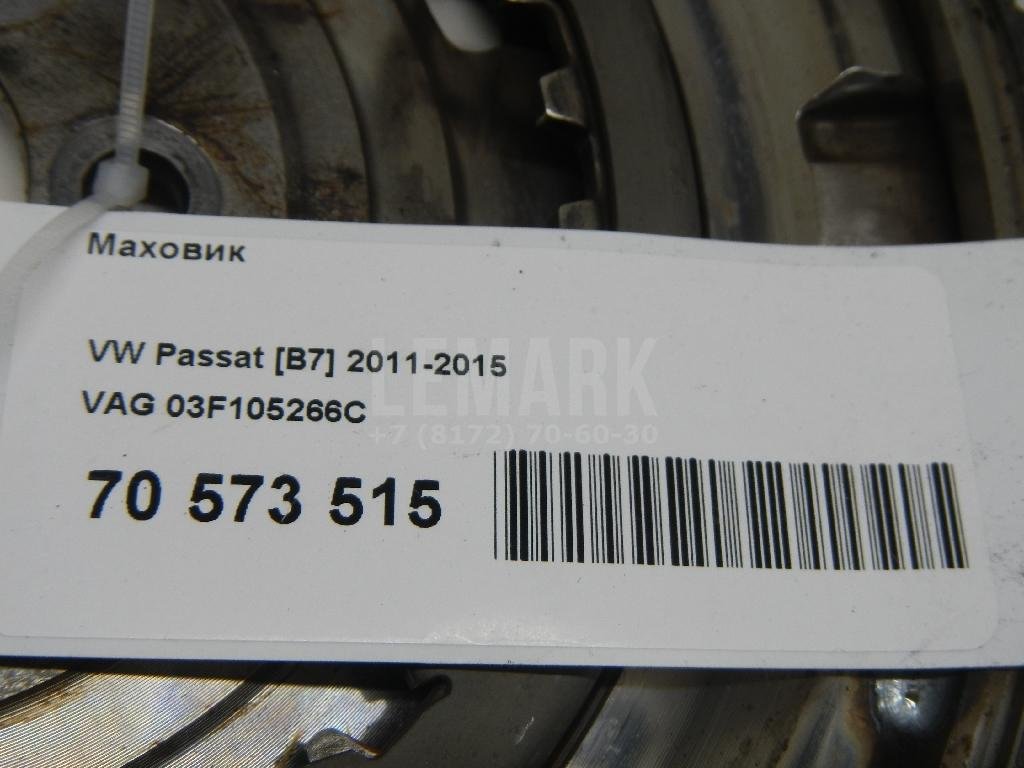 Маховик
VW Passat [B7] 2011-2015
VAG 03F105266C
70 573 515
LEMARK
+7 (8172) 70-60-30